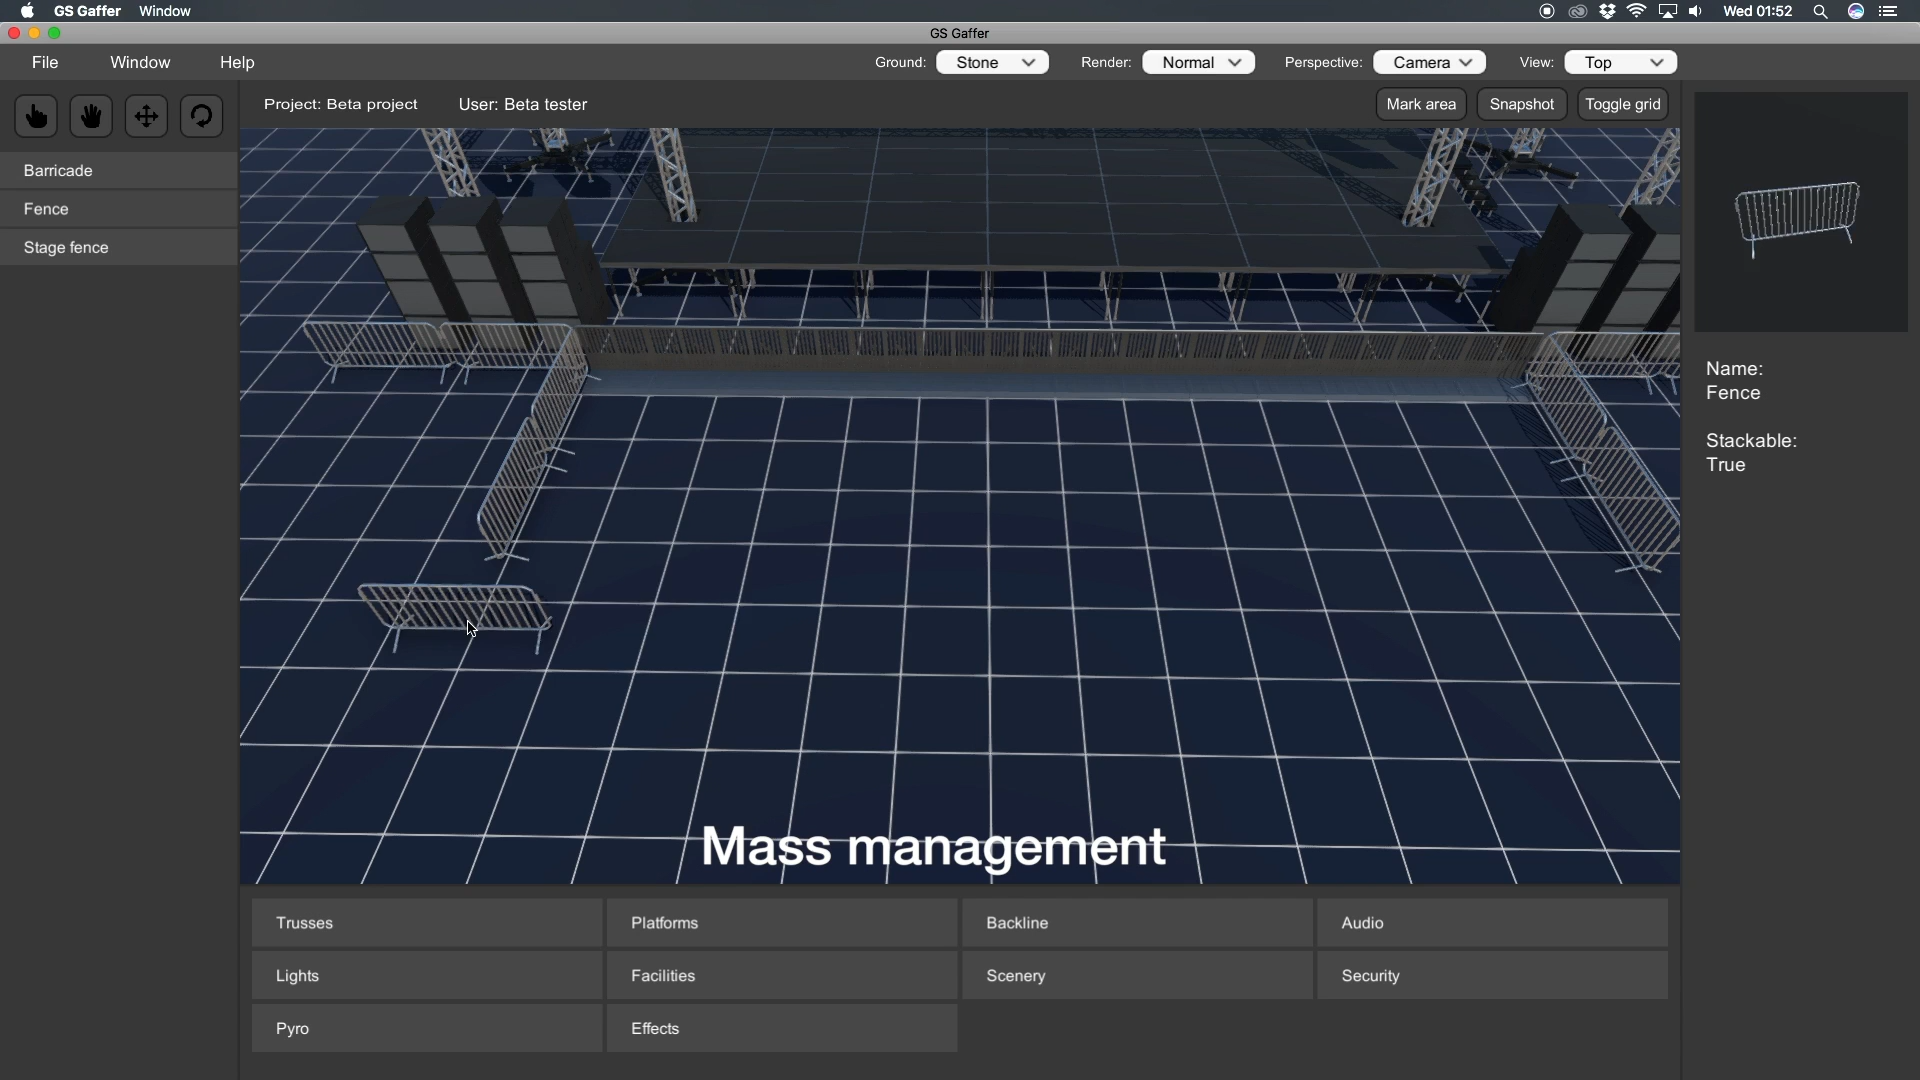 GS Gaffer Window Wed 01:52
GS Gaffer
File Window Help Ground: Stone Render: Normal Perspective: Camera View: Top
Project: Beta project User: Beta tester Mark area Snapshot Toggle grid
Barricade
Fence
Stage fence
Name:
Fence
Stackable:
True
Mass management
Trusses Platforms Backline Audio
Lights Facilities Scenery Security
Pyro Effects